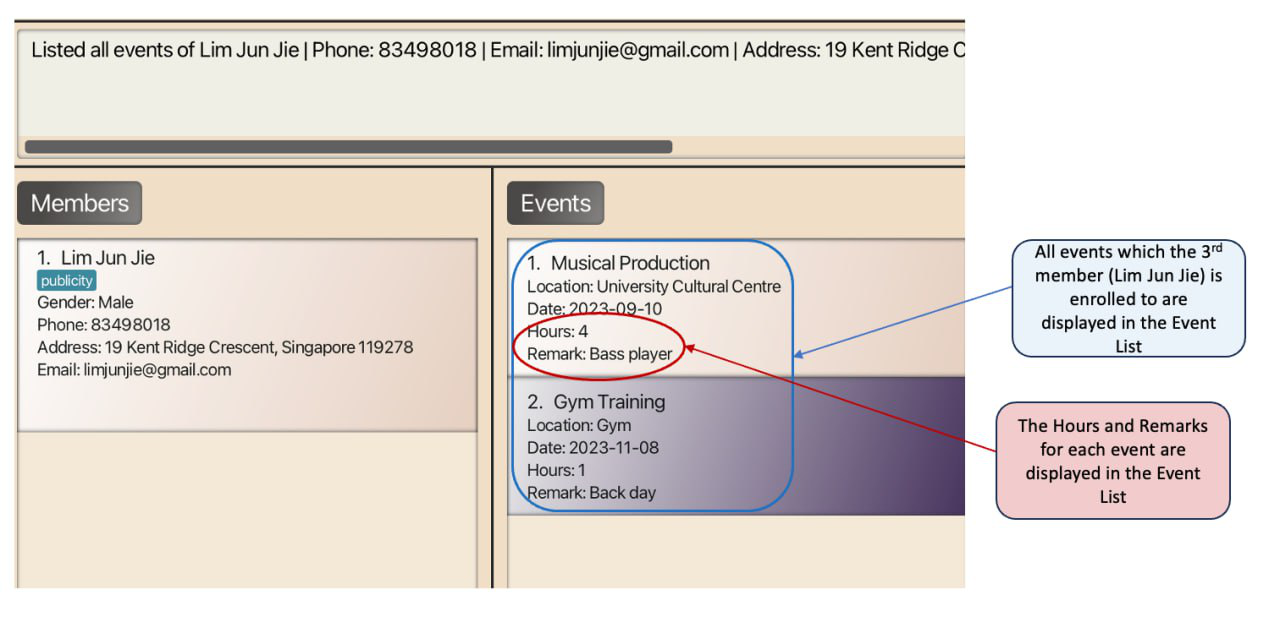 Listed all events of Lim Jun Jie | Phone: 83498018 | Email: limjunjie@gmail.com | Address: 19 Kent Ridge C
Members
1. Lim Jun Jie
publicity
Gender: Male
Phone: 83498018
Address: 19 Kent Ridge Crescent, Singapore 119278
Email: limjunjie@gmail.com
Events
1. Musical Production
Location: University Cultural Centre
Date: 2023-09-10
Hours: 4
Remark: Bass player
2. Gym Training
Location: Gym
Date: 2023-11-08
Hours: 1
Remark: Back day
All events which the 3rd
member (Lim Jun Jie) is
enrolled to are
displayed in the Event
List
The Hours and Remarks
for each event are
displayed in the Event
List